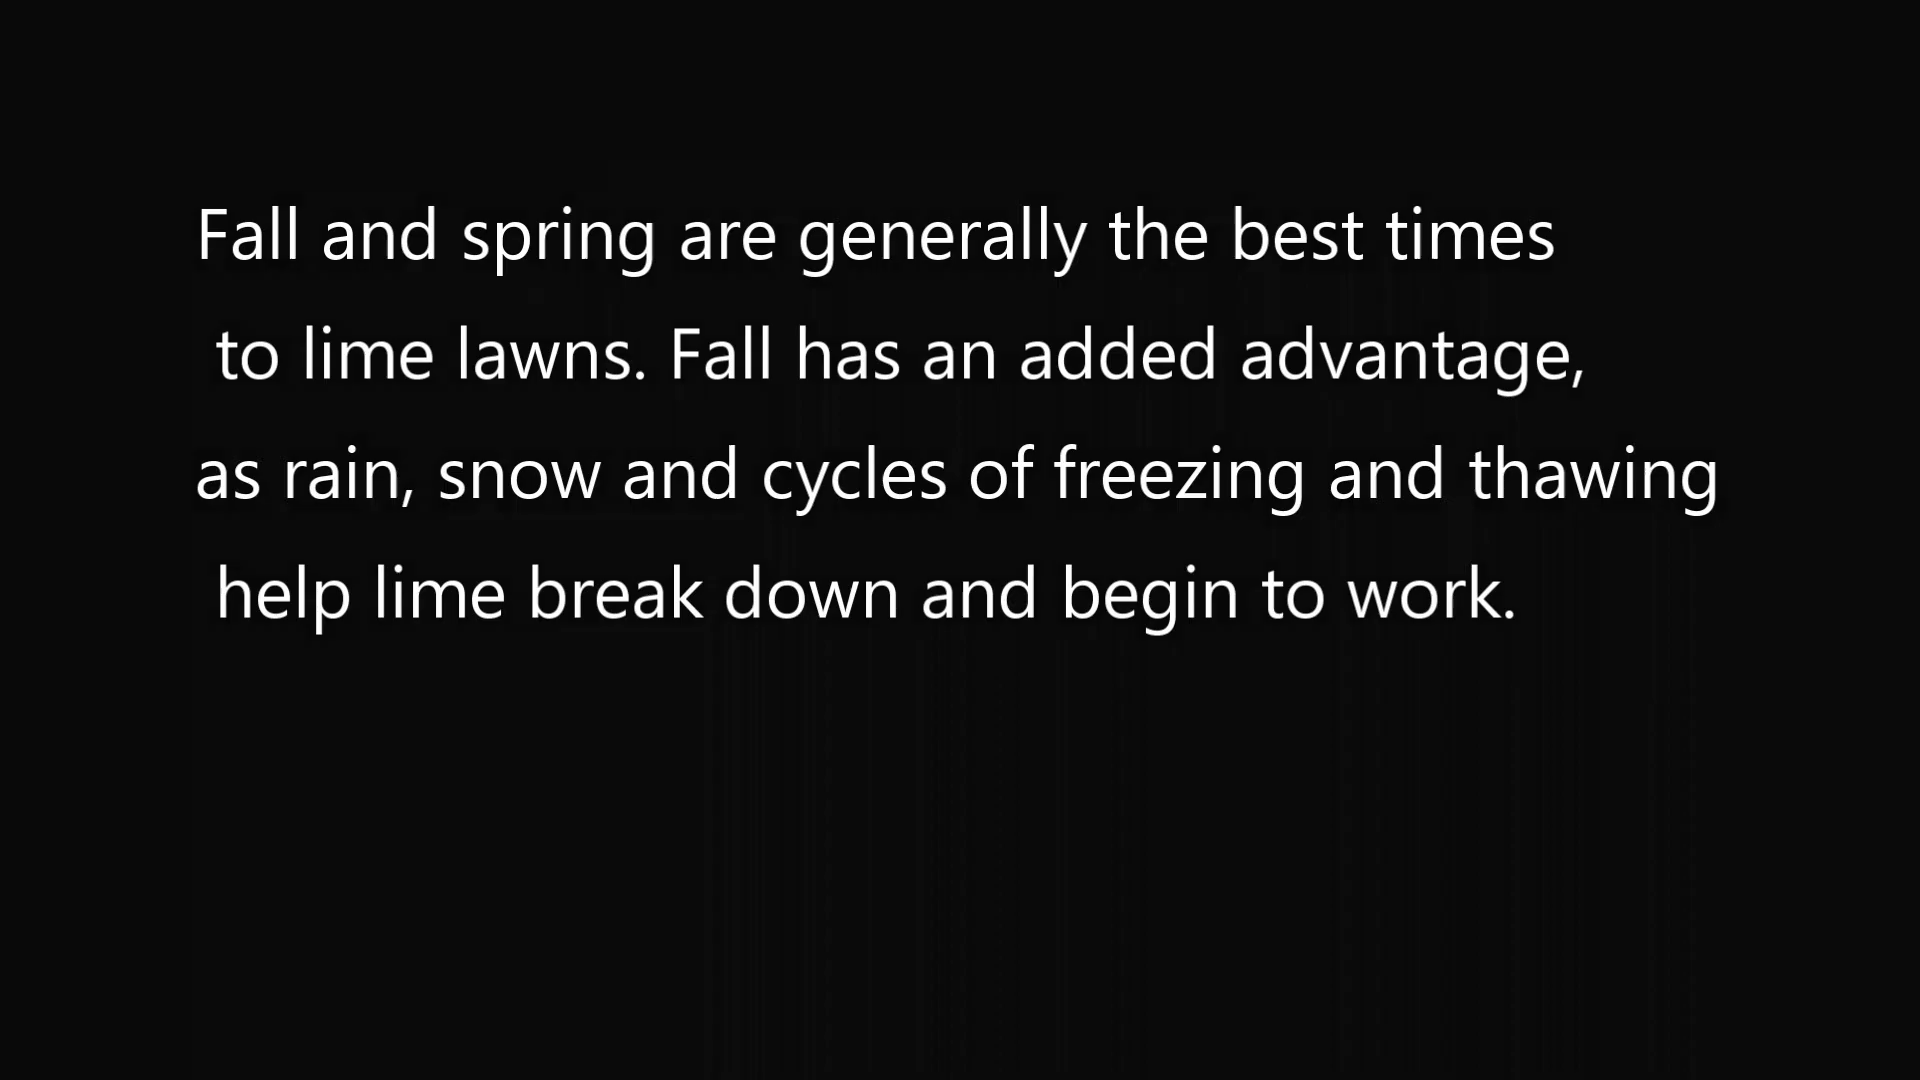 Fall and spring are generally the best times
to lime lawns. Fall has an added advantage,
as rain, snow and cycles of freezing and thawing
help lime break down and begin to work.